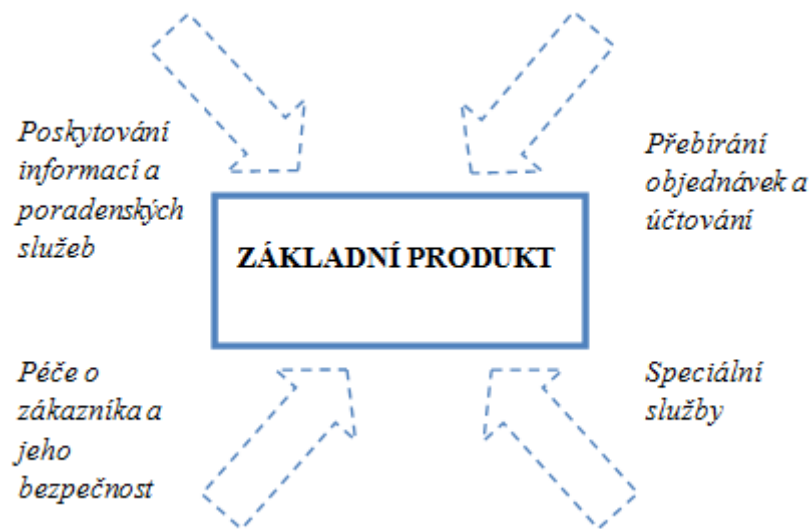 Poskytování
informací a
poradenských
služeb
Přebírání
objednávek a
účtování
ZÁKLADNÍ PRODUKT
Péče o
zákazníka a
jeho
bezpečnost
Speciální
služby